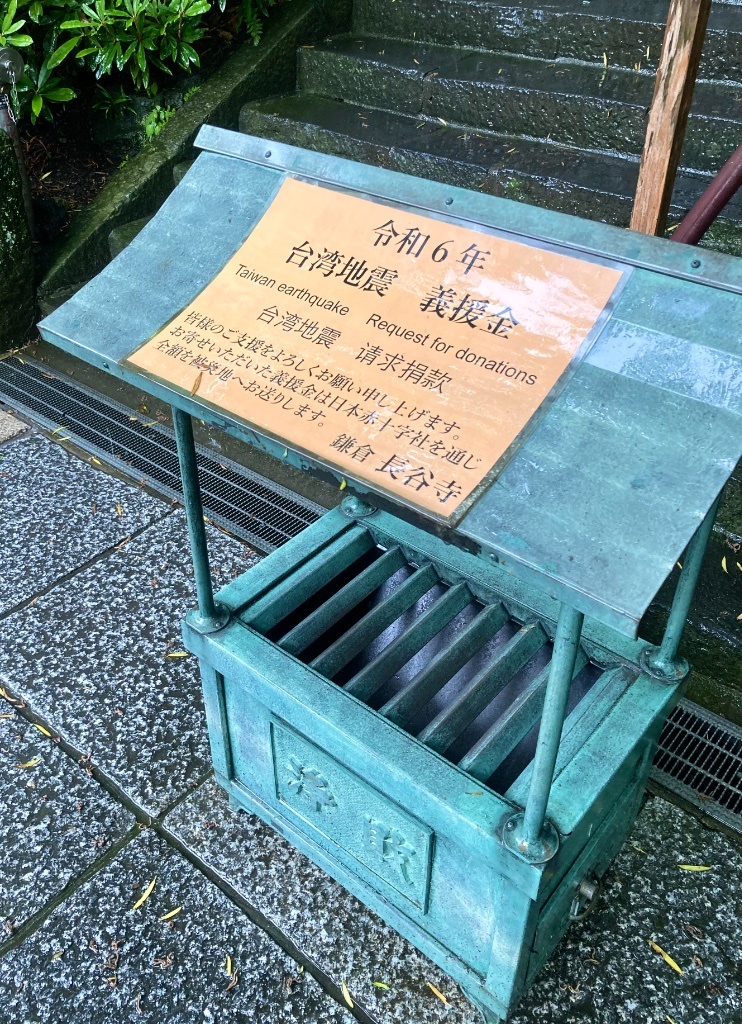 令和6年
台湾地震 義援金
Taiwan earthquake Request for donations
台湾地震 请求捐款
皆様のご支援をよろしくお願い申し上げます。
お寄せいただいた義援金は日本赤十字社を通じ
全額を被災地へお送りします。
鎌倉 長谷寺
浄散